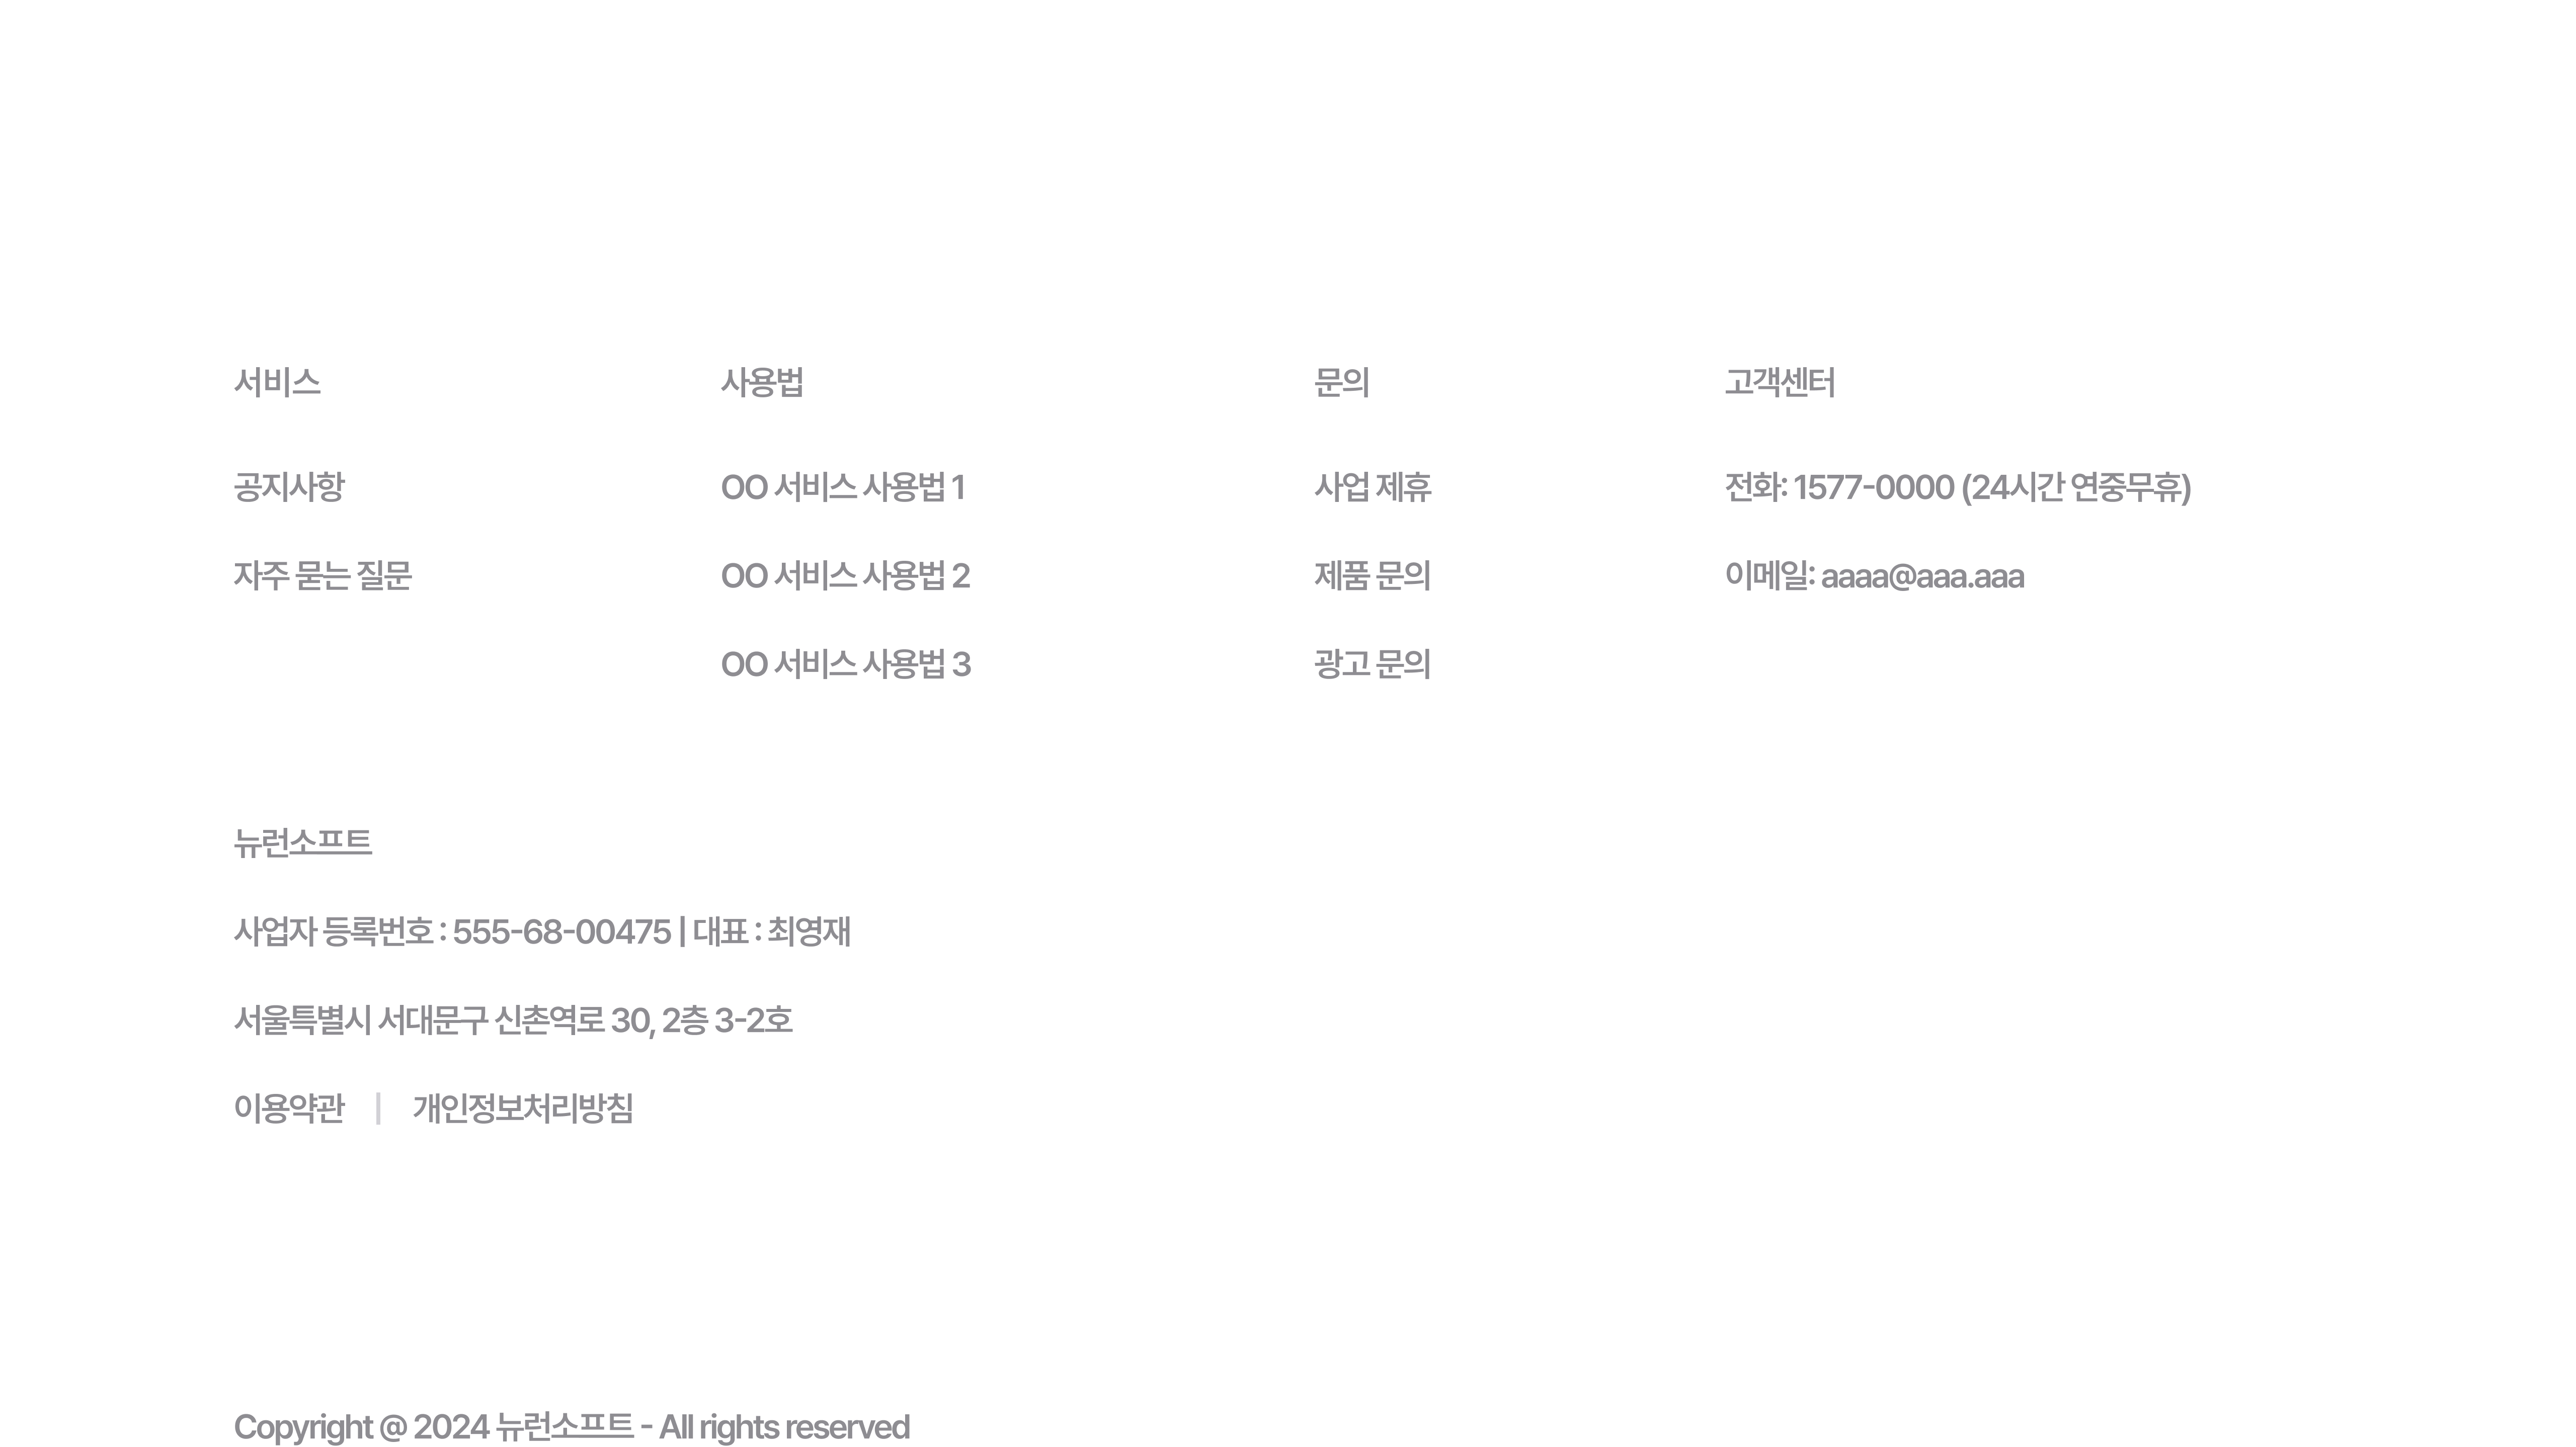 서비스
공지사항
자주 묻는 질문
사용법
OO 서비스 사용법 1
OO 서비스 사용법 2
OO 서비스 사용법 3
문의
사업 제휴
제품 문의
광고 문의
고객센터
전화: 1577-0000 (24시간 연중무휴)
이메일: aaaa@aaa.aaa
뉴런소프트
사업자 등록번호 : 555-68-00475 | 대표 : 최영재
서울특별시 서대문구 신촌역로 30, 2층 3-2호
이용약관 | 개인정보처리방침
Copyright @ 2024 뉴런소프트 - All rights reserved